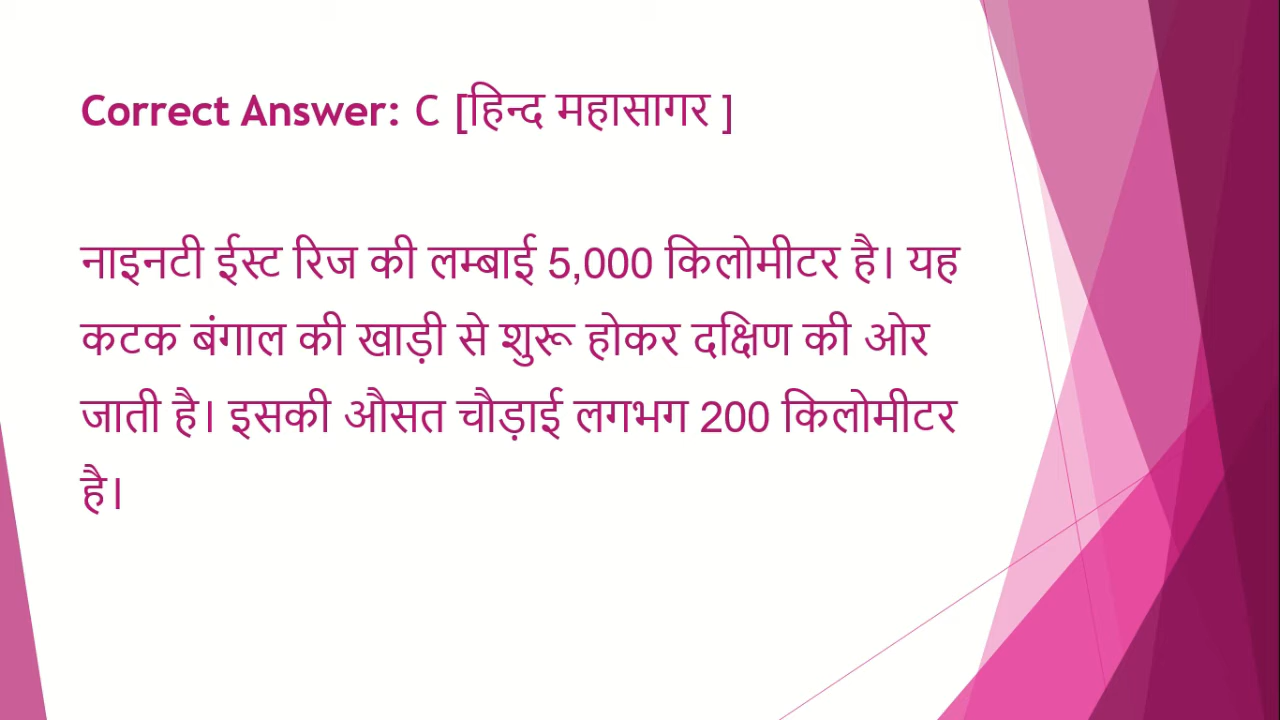 Correct Answer: C [हिन्द महासागर ]
नाइनटी ईस्ट रिज की लम्बाई 5,000 किलोमीटर है। यह
कटक बंगाल की खाड़ी से शुरू होकर दक्षिण की ओर
जाती है। इसकी औसत चौड़ाई लगभग 200 किलोमीटर
है।